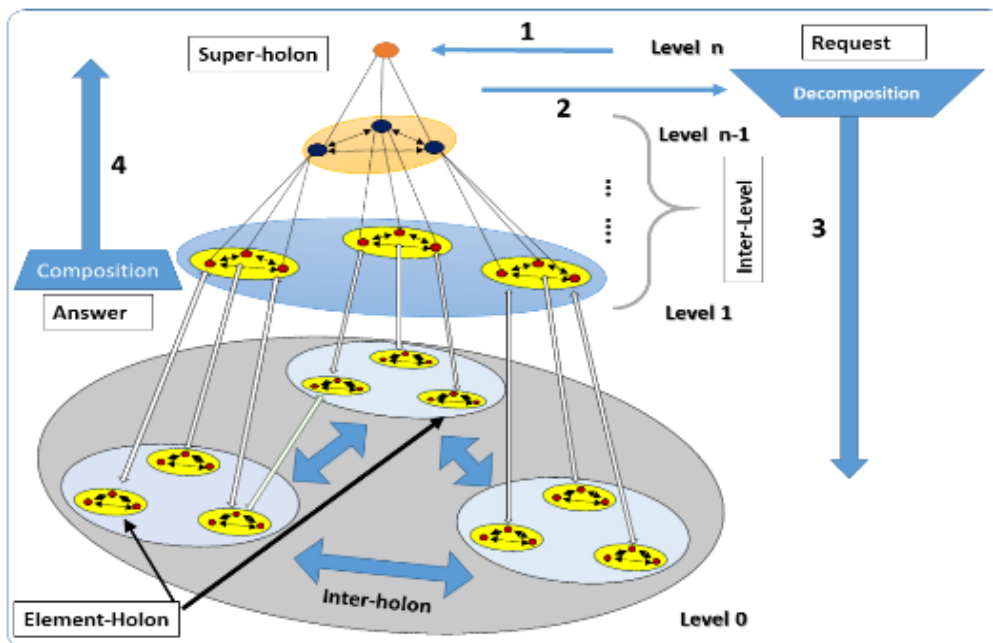 1
Level n
Request
Super-holon
2
Decomposition
Level n-1
4
...
.....
Inter-Level
3
Composition
Answer
Level 1
Inter-holon
Element-Holon
Level 0